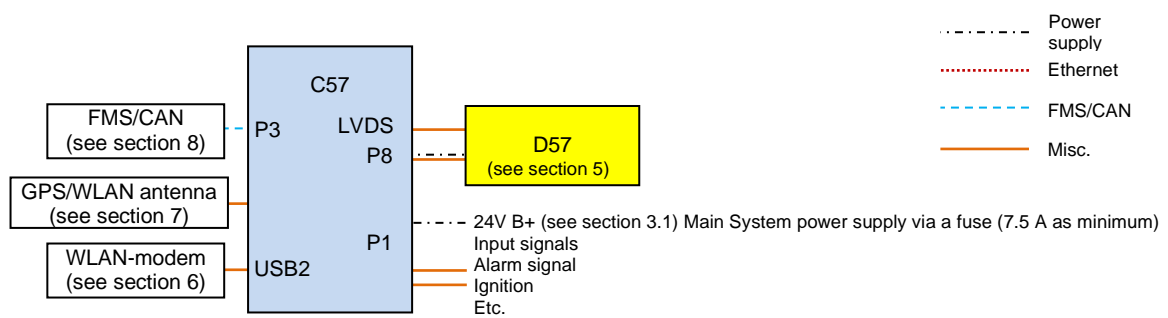 Power
supply
Ethernet
FMS/CAN
Misc.
C57
FMS/CAN
(see section 8)
P3
LVDS
P8
D57
(see section 5)
GPS/WLAN antenna
(see section 7)
P1
24V B+ (see section 3.1) Main System power supply via a fuse (7.5 A as minimum)
Input signals
Alarm signal
Ignition
Etc.
WLAN-modem
(see section 6)
USB2